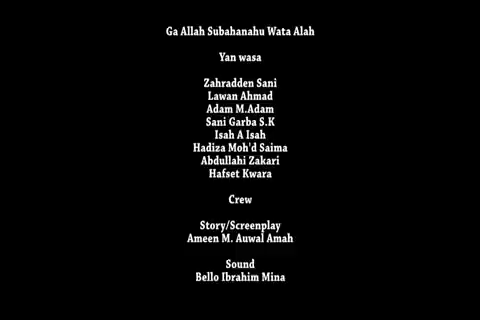 Ga Allah Subahanahu Wata Alah
Yan wasa
Zahradden Sani
Lawan Ahmad
Adam M.Adam
Sani Garba S.K
Isah A Isah
Hadiza Moh'd Saima
Abdullahi Zakari
Hafset Kwara
Crew
Story/Screenplay
Ameen M. Auwal Amah
Sound
Bello Ibrahim Mina